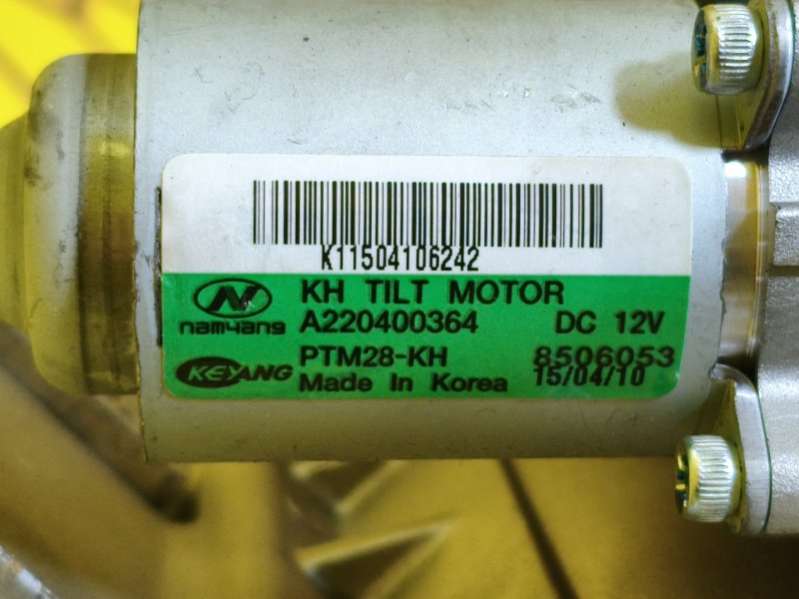 K11504106242
KH TILT MOTOR
namyang
A220400364 DC 12V
PTM28-KH 8506053
KEYANG
Made In Korea 15/04/10